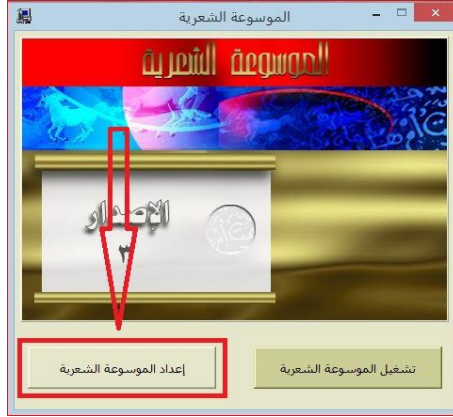 الموسوعة الشعرية
الموسوعة الشعرية
الإصدار
٣
تشغيل الموسوعة الشعرية
إعداد الموسوعة الشعرية